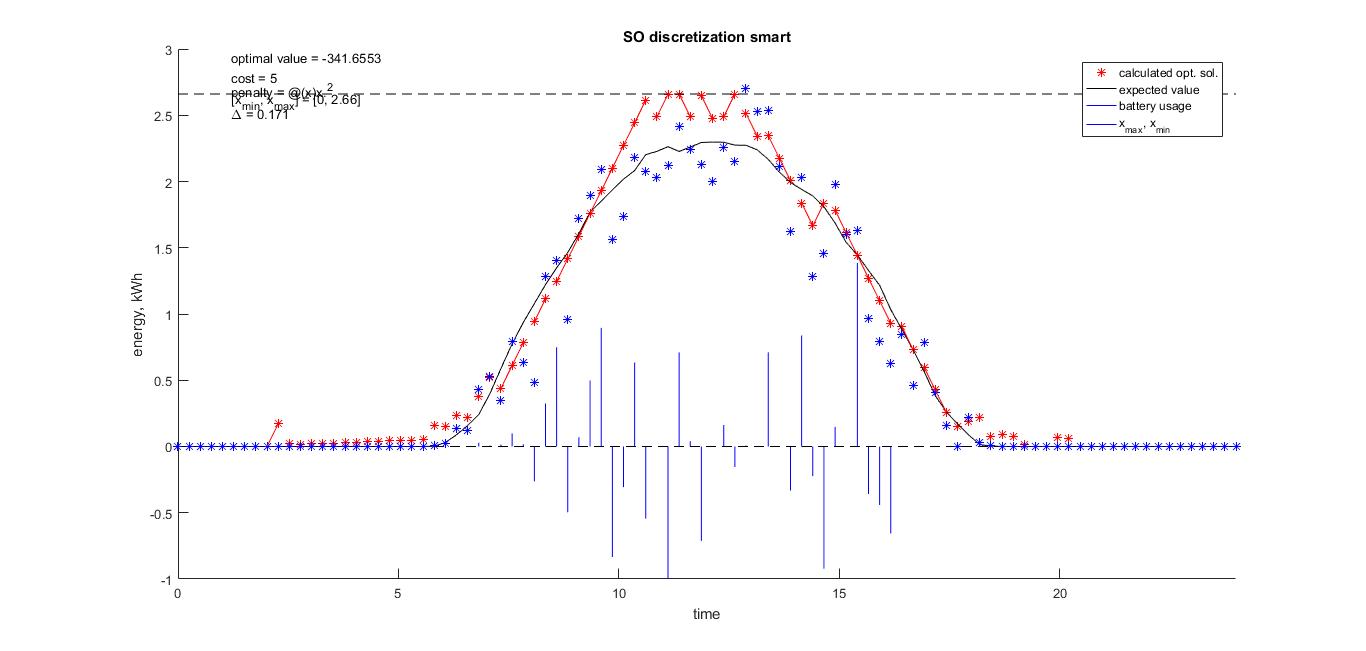 SO discretization smart
optimal value = -341.6553
cost = 5
penalty = @(x)x.^2
[x_min, x_max] = [0, 2.66]
Δ = 0.171
calculated opt. sol.
expected value
battery usage
x_max, x_min
3
2.5
2
1.5
1
0.5
0
-0.5
-1
energy, kWh
0 5 10 15 20
time